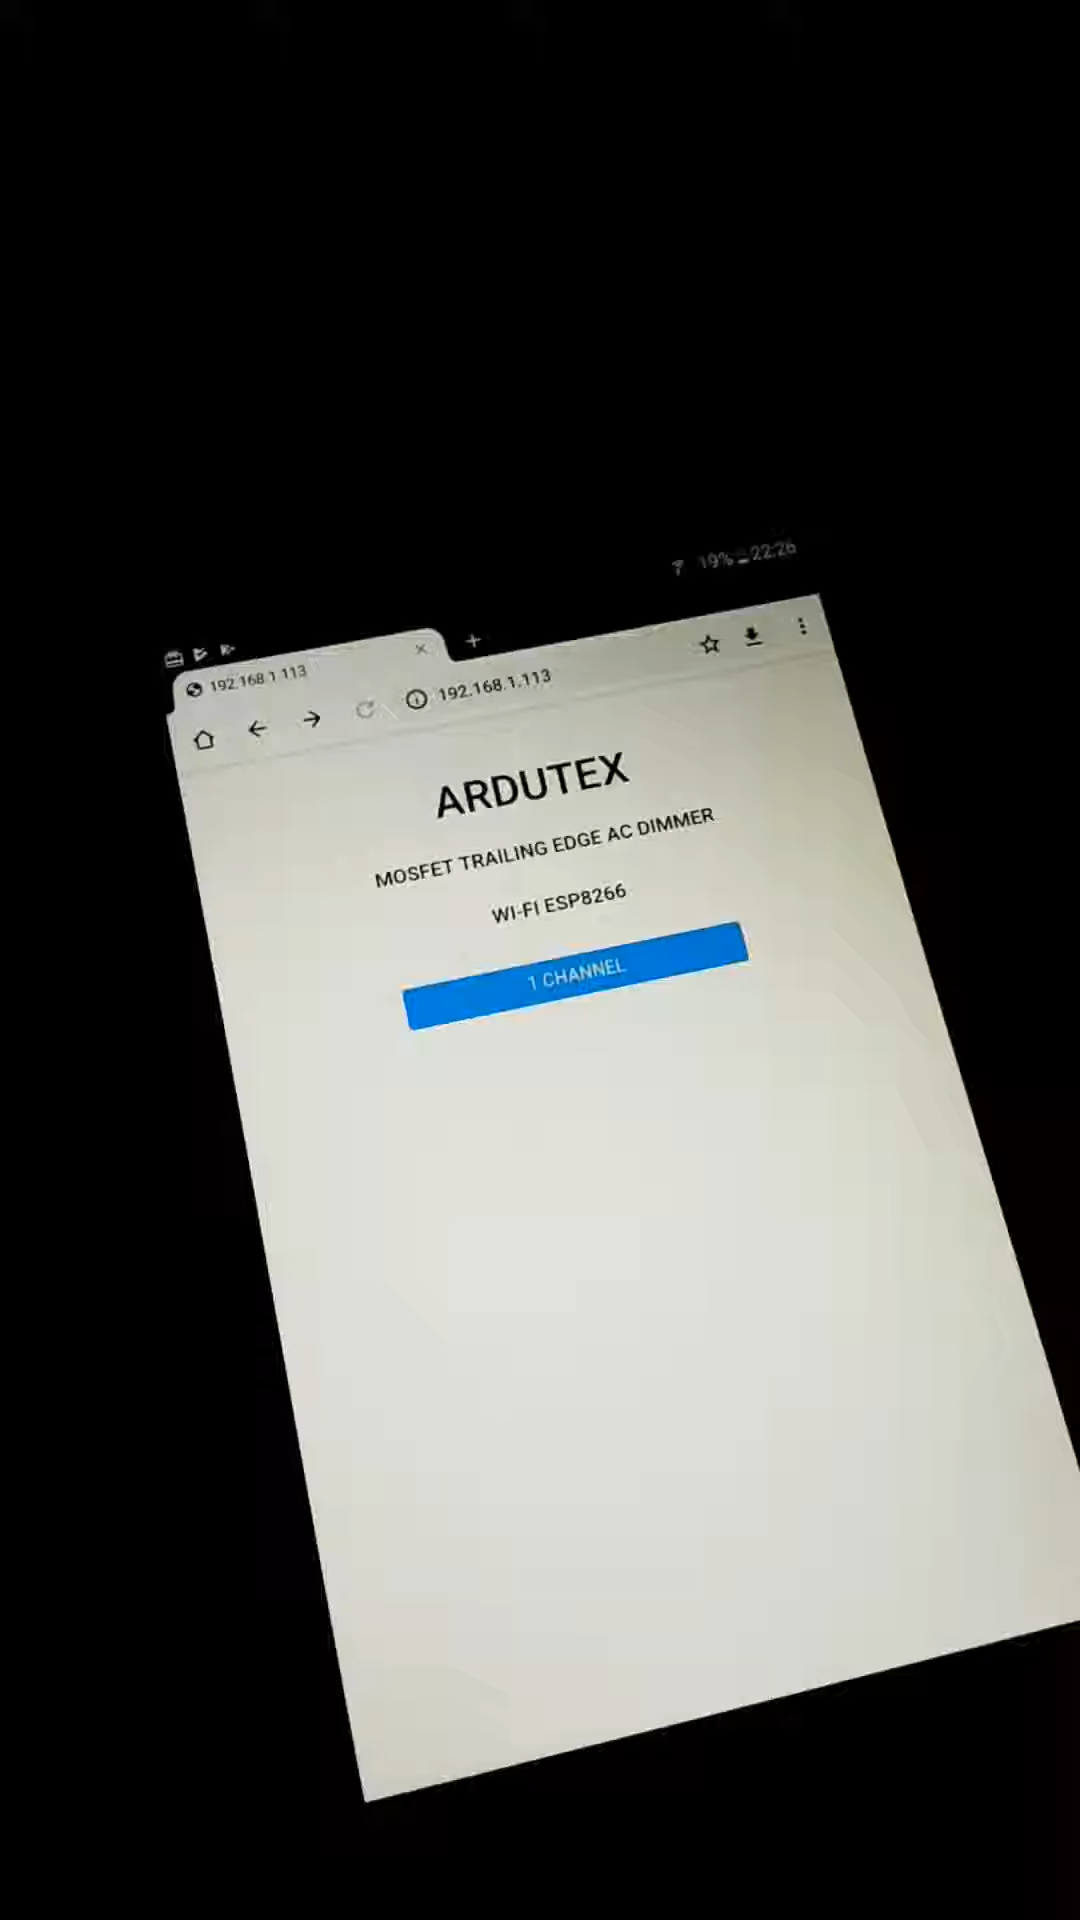 19% 22:26
192.168.1.113
192.168.1.113
ARDUTEX
MOSFET TRAILING EDGE AC DIMMER
WI-FI ESP8266
1 CHANNEL